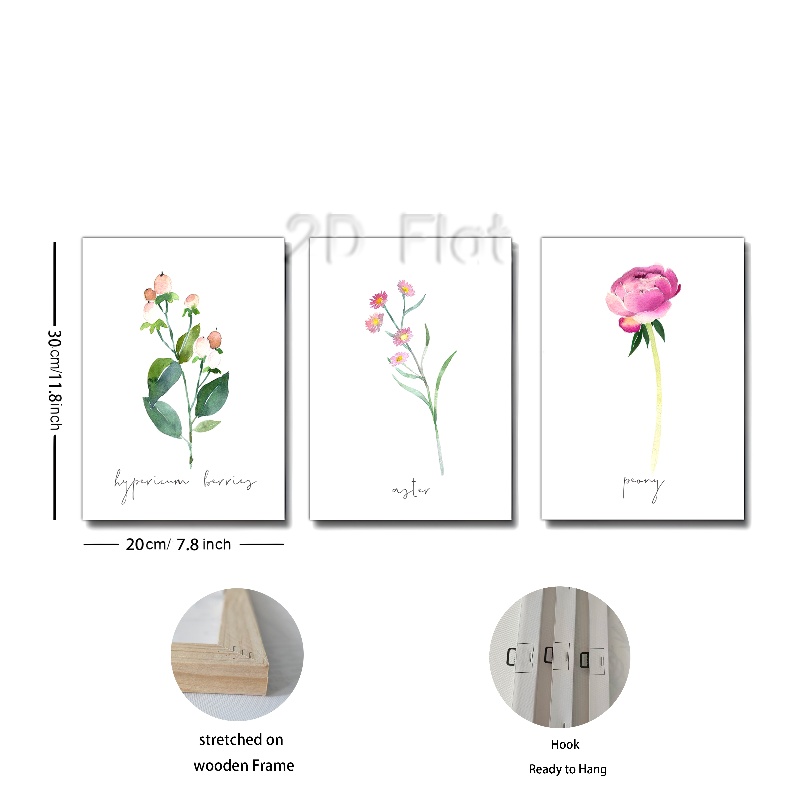 2D Flat
30cm/11.8inch
hypericum berries
aster
peony
20cm/ 7.8 inch
stretched on
wooden Frame
Hook
Ready to Hang